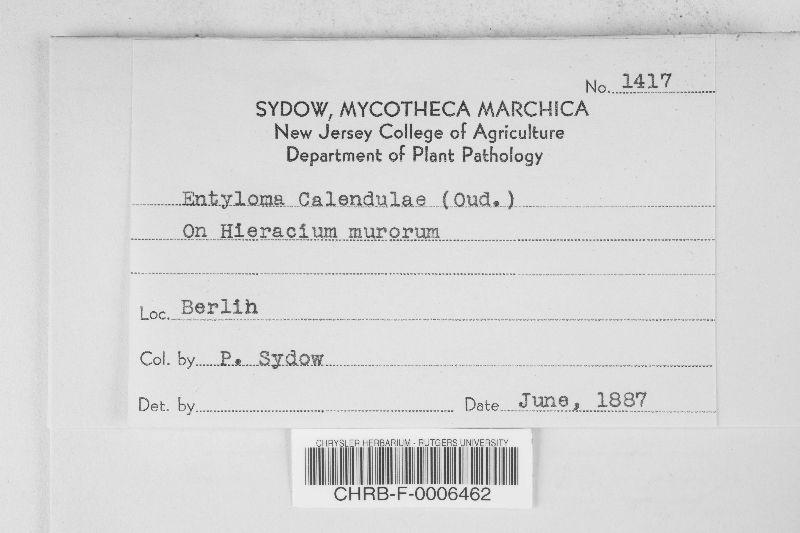 No. 1417
SYDOW, MYCOTHECA MARCHICA
New Jersey College of Agriculture
Department of Plant Pathology
Entyloma Calendulae (Oud.)
On Hieracium murorum
Loc. Berlin
Col. by P. Sydow
Det. by
Date June, 1887
CHRYSLER HERBARIUM - RUTGERS UNIVERSITY
CHRB-F-0006462